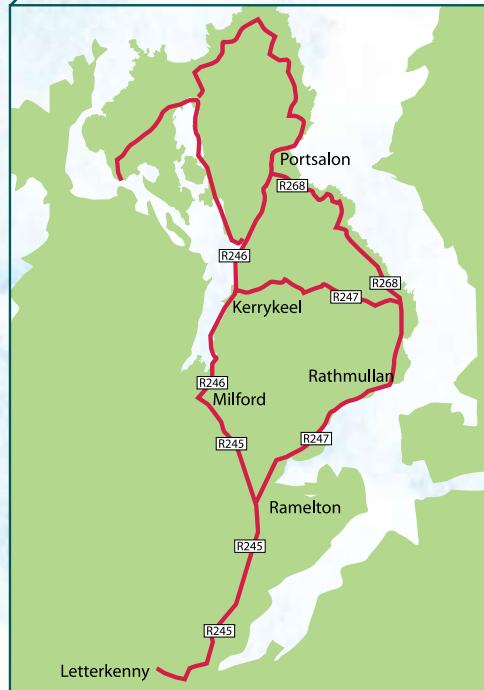 Portsalon
R268
R246
R268
R247
Kerrykeel
Rathmullan
R246
Milford
R245
R247
Ramelton
R245
R245
Letterkenny